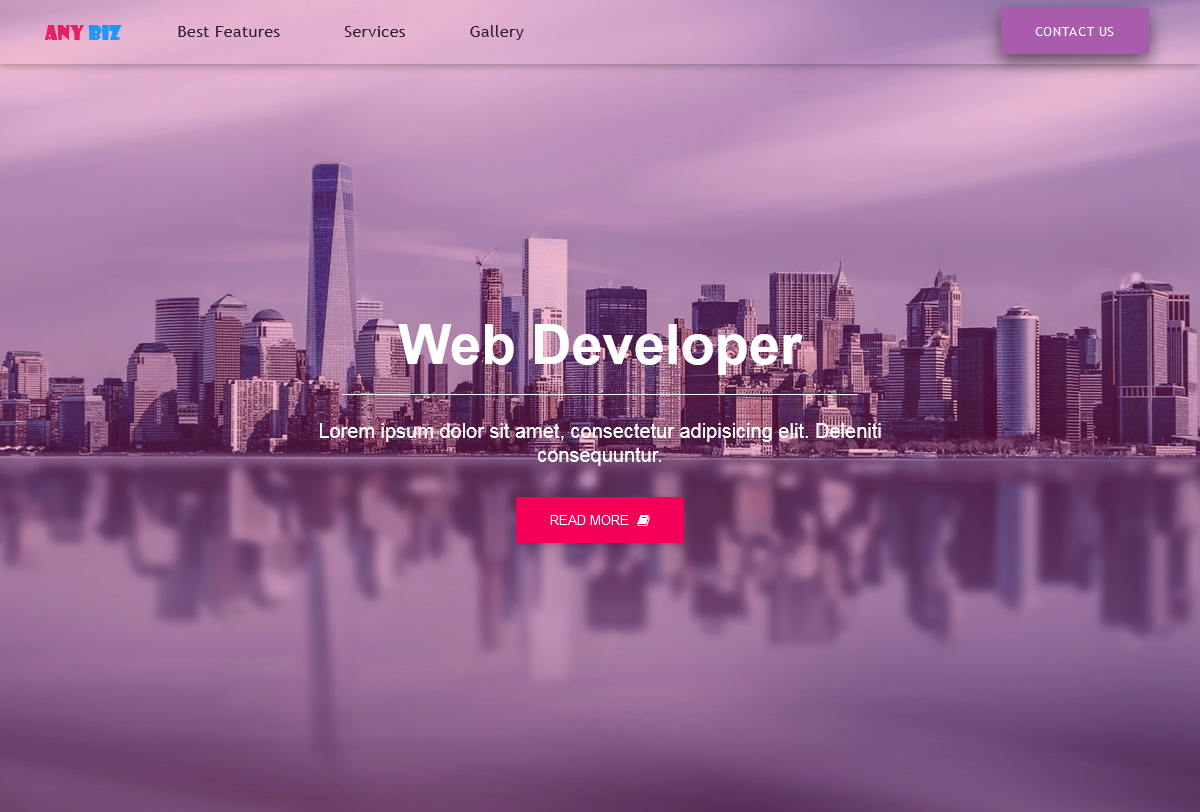 ANY BIZ
Best Features
Services
Gallery
CONTACT US
Web Developer
Lorem ipsum dolor sit amet, consectetur adipisicing elit. Deleniti
consequuntur.
READ MORE